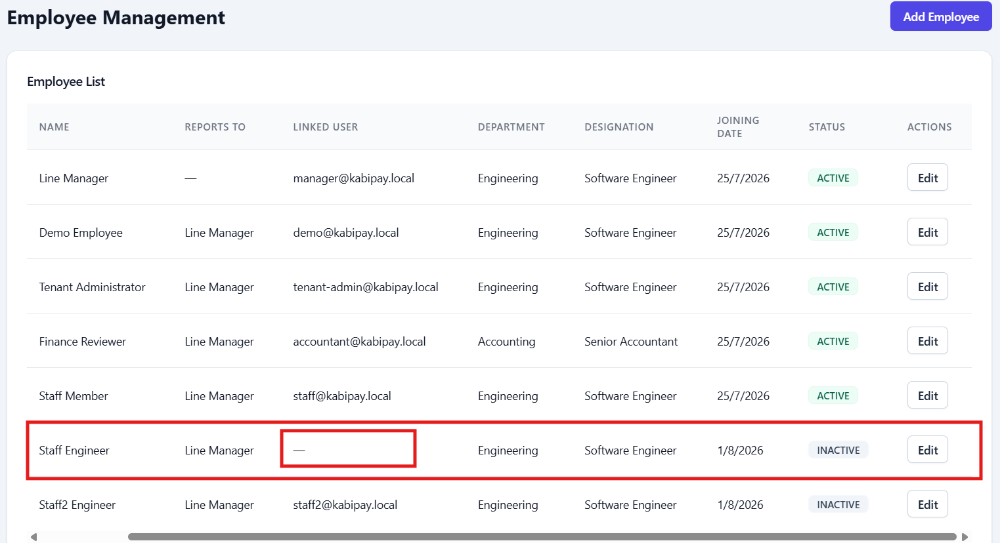 Employee Management
Add Employee
Employee List
NAME REPORTS TO LINKED USER DEPARTMENT DESIGNATION JOINING DATE STATUS ACTIONS
Line Manager — manager@kabipay.local Engineering Software Engineer 25/7/2026 ACTIVE Edit
Demo Employee Line Manager demo@kabipay.local Engineering Software Engineer 25/7/2026 ACTIVE Edit
Tenant Administrator Line Manager tenant-admin@kabipay.local Engineering Software Engineer 25/7/2026 ACTIVE Edit
Finance Reviewer Line Manager accountant@kabipay.local Accounting Senior Accountant 25/7/2026 ACTIVE Edit
Staff Member Line Manager staff@kabipay.local Engineering Software Engineer 25/7/2026 ACTIVE Edit
Staff Engineer Line Manager — Engineering Software Engineer 1/8/2026 INACTIVE Edit
Staff2 Engineer Line Manager staff2@kabipay.local Engineering Software Engineer 1/8/2026 INACTIVE Edit